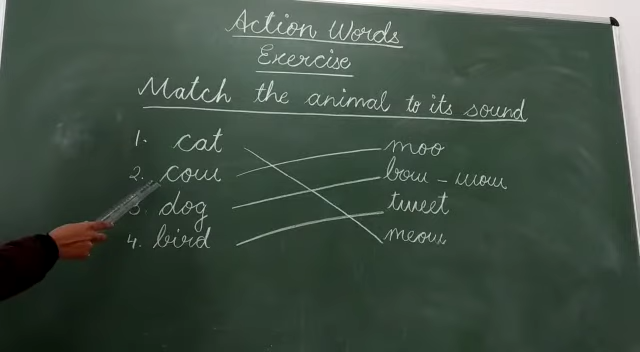 Action Words
Exercise
Match the animal to its sound
1. cat moo
2. cow bow - wow
3. dog tweet
4. bird meow